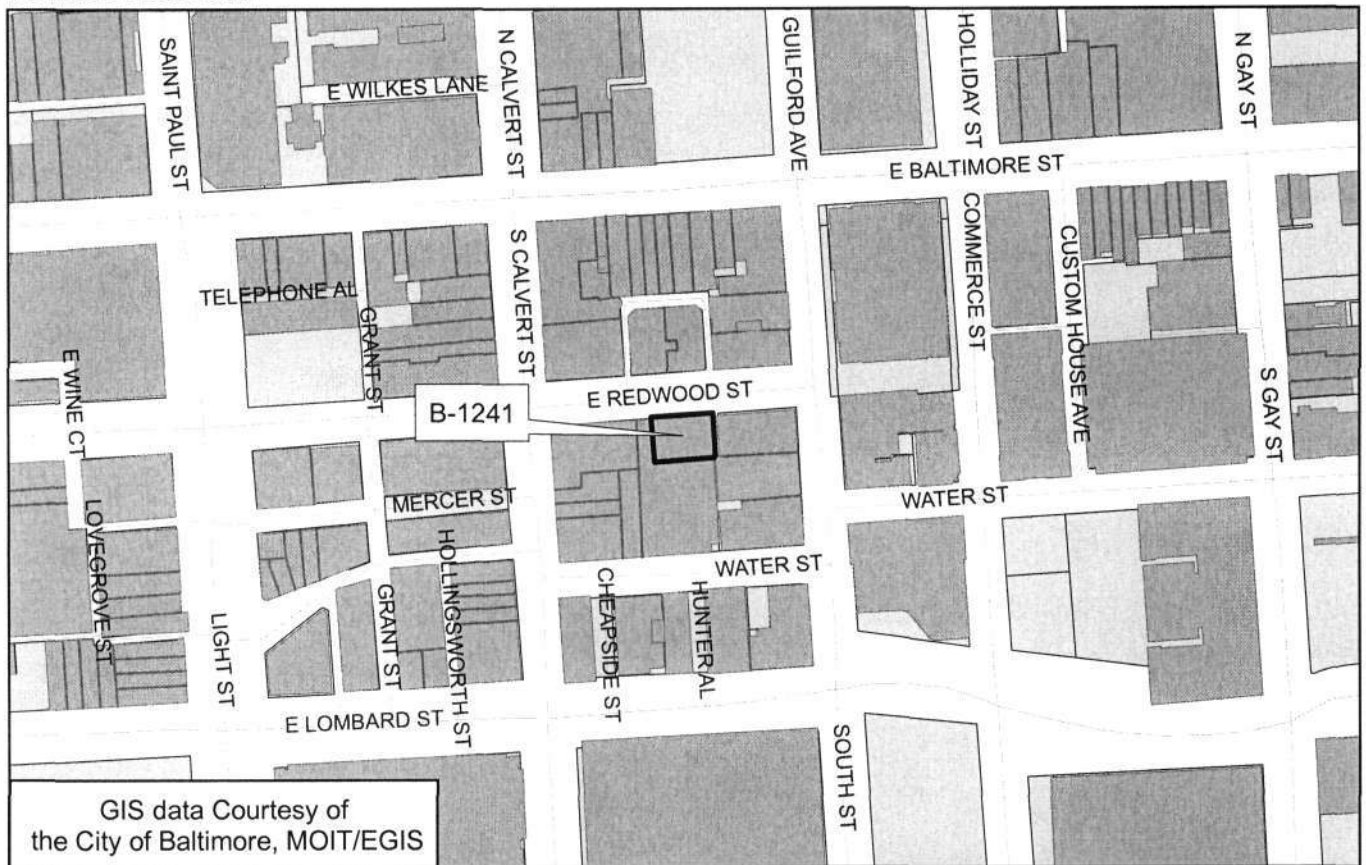 SAINT PAUL ST
E WILKES LANE
N CALVERT ST
GUILFORD AVE
HOLLIDAY ST
N GAY ST
E BALTIMORE ST
TELEPHONE AL
GRANT ST
S CALVERT ST
COMMERCE ST
CUSTOM HOUSE AVE
E WINE CT
E REDWOOD ST
B-1241
S GAY ST
MERCER ST
WATER ST
LOVEGROVE ST
HOLLINGSWORTH ST
WATER ST
LIGHT ST
GRANT ST
CHEAPSIDE ST
HUNTER AL
E LOMBARD ST
SOUTH ST
GIS data Courtesy of
the City of Baltimore, MOIT/EGIS